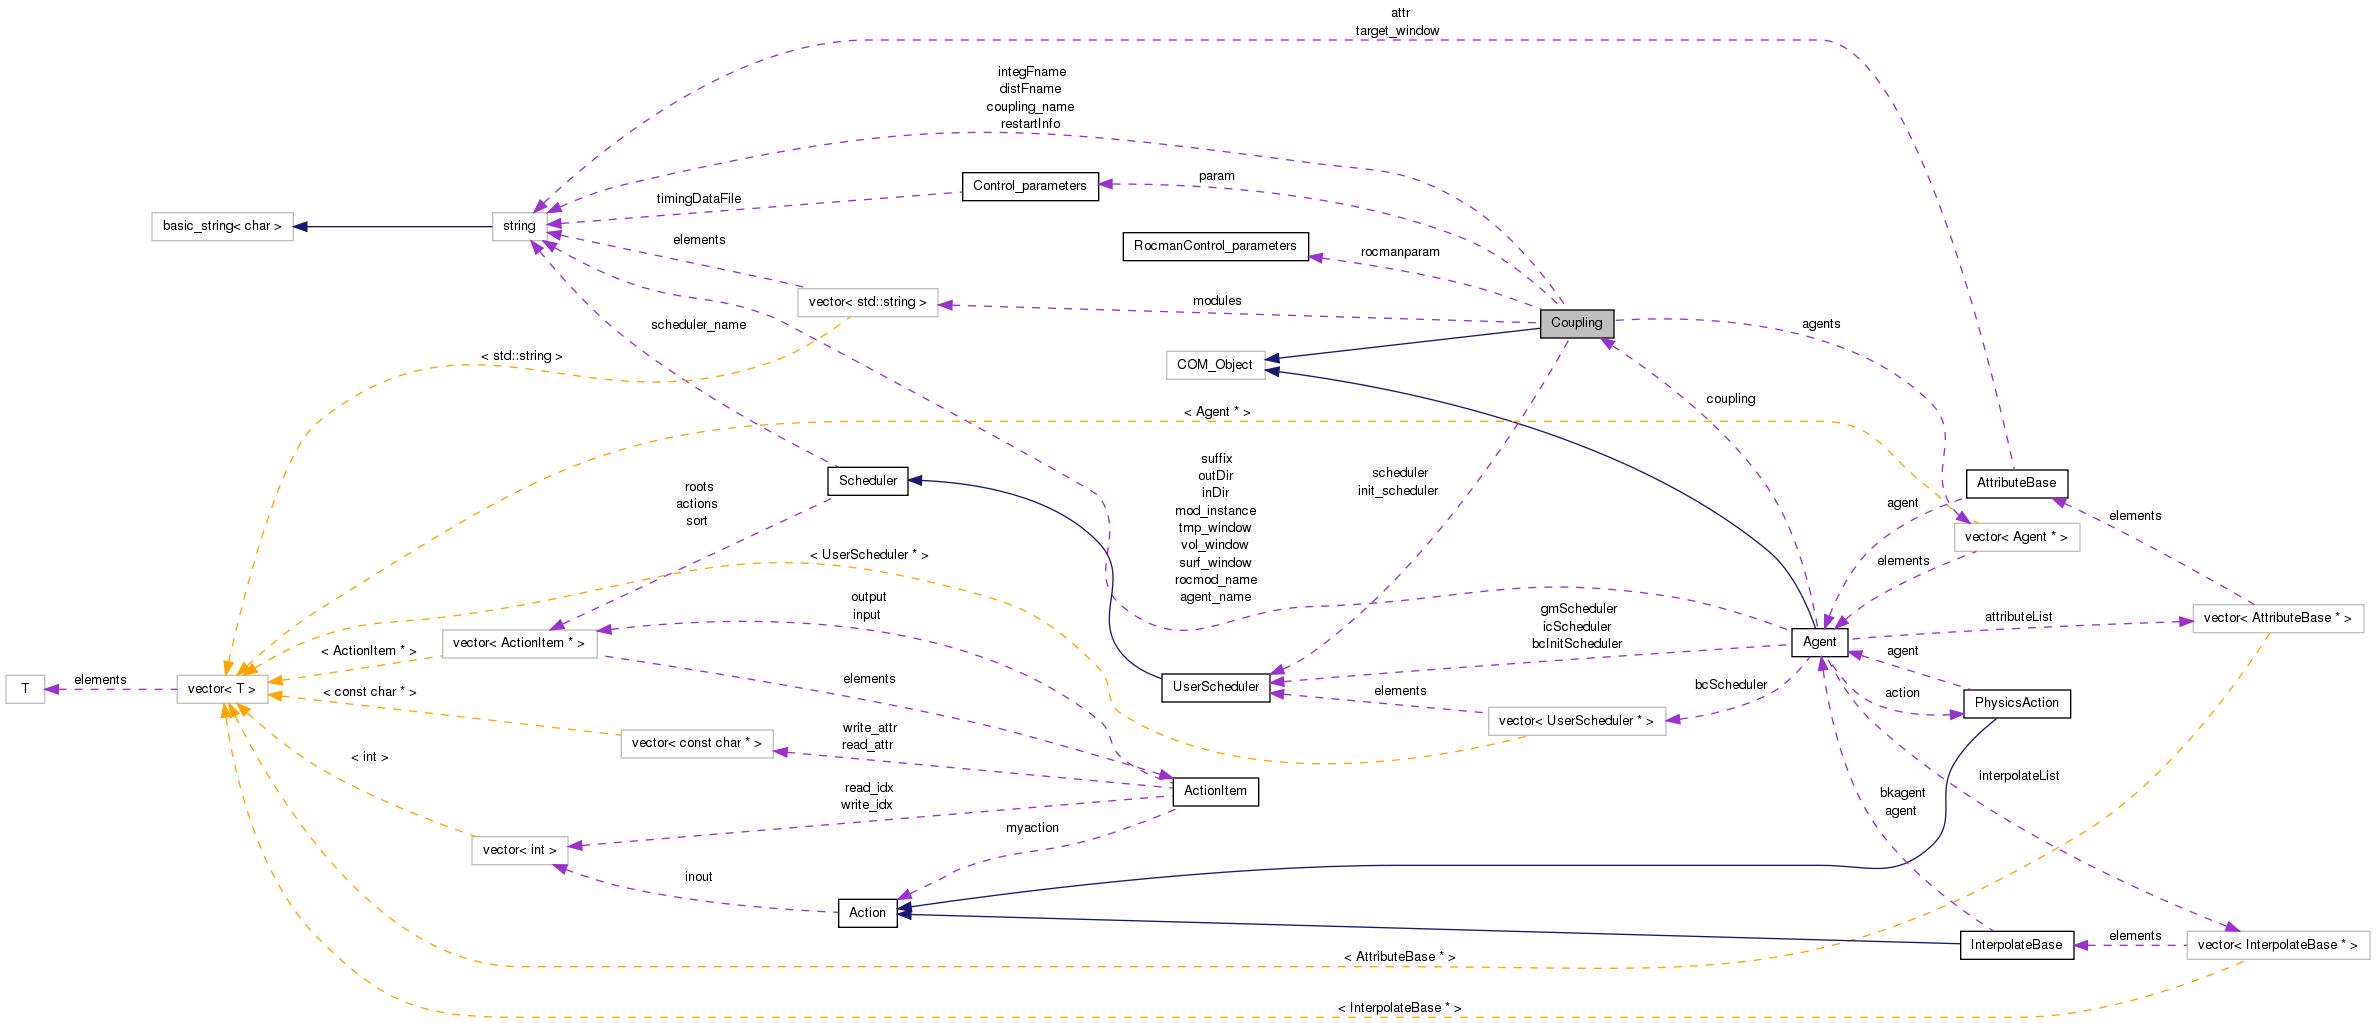 attr
target_window
integFname
distFname
coupling_name
restartInfo
param
Control_parameters
timingDataFile
basic_string< char >
string
elements
RocmanControl_parameters
rocmanparam
vector< std::string >
modules
Coupling
agents
scheduler_name
< std::string >
COM_Object
coupling
< Agent * >
suffix
outDir
inDir
mod_instance
tmp_window
vol_window
surf_window
rocmod_name
agent_name
scheduler
init_scheduler
Scheduler
roots
actions
sort
AttributeBase
agent
elements
vector< Agent * >
elements
< UserScheduler * >
output
input
gmScheduler
icScheduler
bcInitScheduler
attributeList
vector< AttributeBase * >
vector< ActionItem * >
< ActionItem * >
Agent
agent
T
elements
vector< T >
< const char * >
elements
UserScheduler
elements
bcScheduler
action
PhysicsAction
vector< UserScheduler * >
vector< const char * >
write_attr
read_attr
< int >
ActionItem
interpolateList
read_idx
write_idx
bkagent
agent
myaction
vector< int >
inout
Action
InterpolateBase
elements
vector< InterpolateBase * >
< AttributeBase * >
< InterpolateBase * >